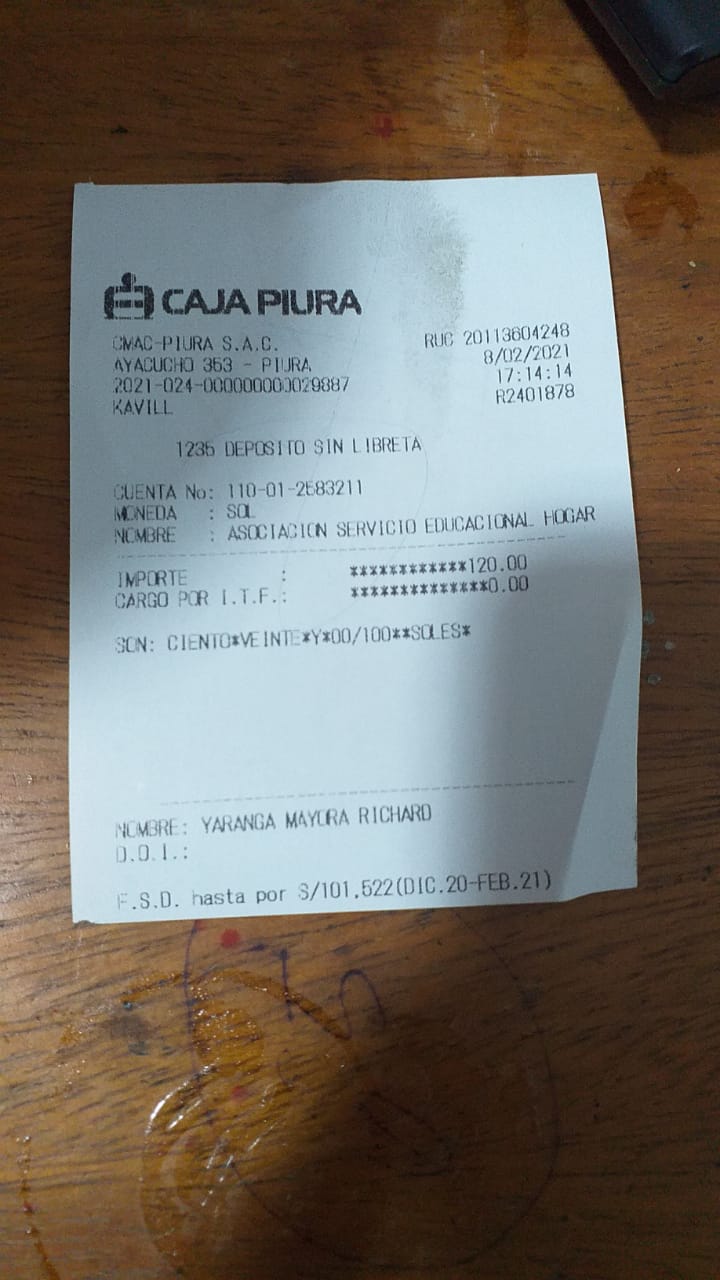 CAJA PIURA
CMAC-PIURA S.A.C. RUC 20113604248
AYACUCHO 353 - PIURA 8/02/2021
2021-024-000000000029887 17:14:14
KAVILL R2401878
1235 DEPOSITO SIN LIBRETA
CUENTA No: 110-01-2583211
MONEDA : SOL
NOMBRE : ASOCIACION SERVICIO EDUCACIONAL HOGAR
IMPORTE : ************120.00
CARGO POR I.T.F.: **************0.00
SON: CIENTO*VEINTE*Y*00/100**SOLES*
NOMBRE: YARANGA MAYORA RICHARD
D.O.I.:
F.S.D. hasta por S/101,522(DIC.20-FEB.21)